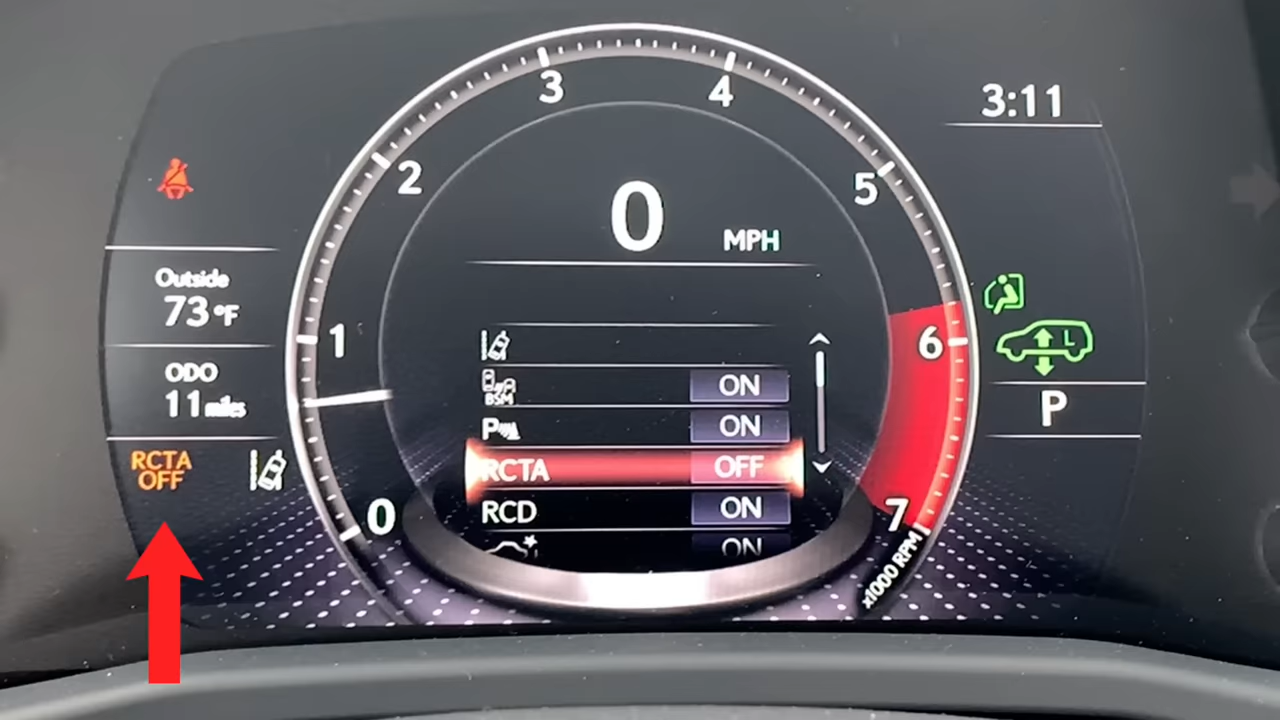 3:11
Outside
73°F
ODO
11 miles
RCTA
OFF
0
1
2
3
4
5
6
7
x1000 RPM
0 MPH
BSM ON
P ON
RCTA OFF
RCD ON
ON
L
P